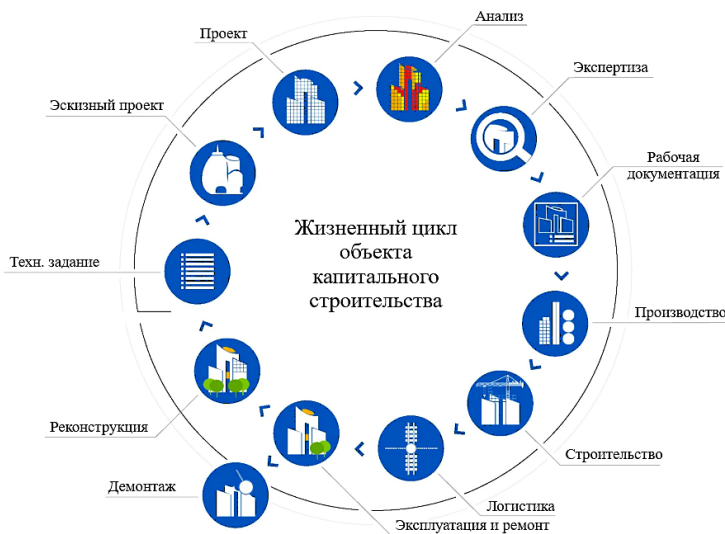 Анализ
Проект
Экспертиза
Эскизный проект
Рабочая
документация
Жизненный цикл
объекта
капитального
строительства
Техн. задание
Производство
Реконструкция
Строительство
Демонтаж
Логистика
Эксплуатация и ремонт